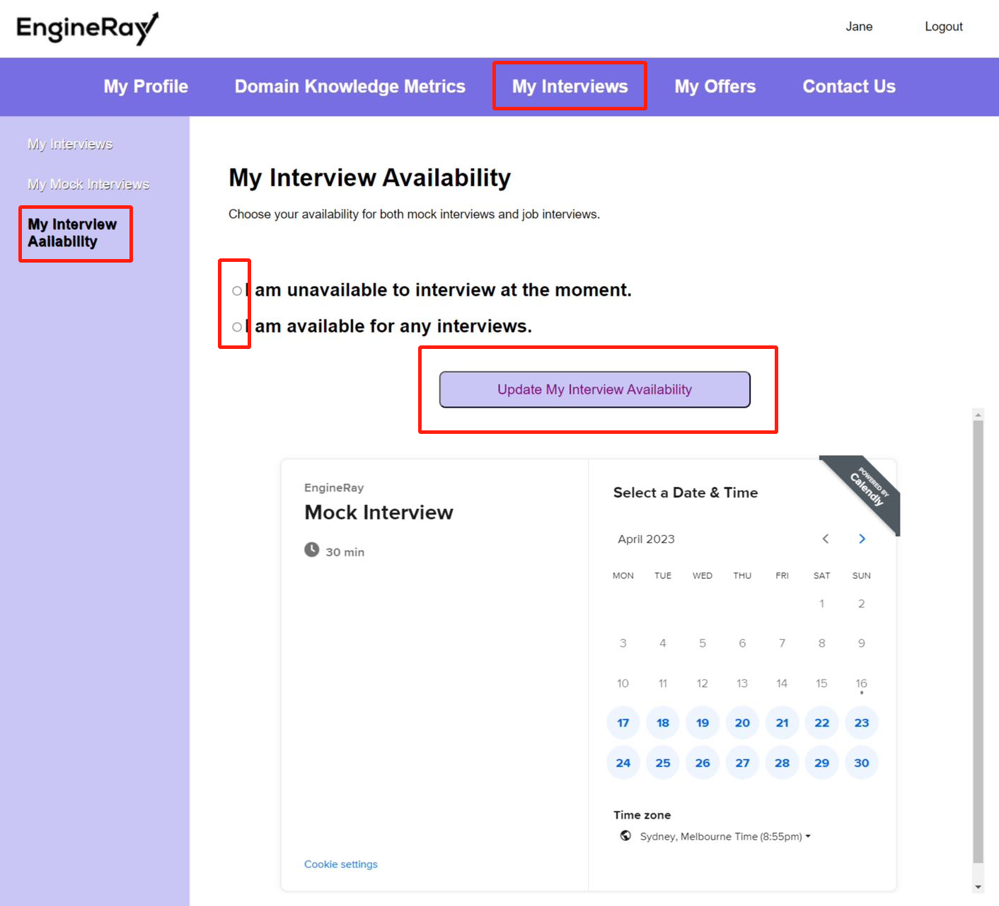 EngineRay
Jane Logout
My Profile Domain Knowledge Metrics My Interviews My Offers Contact Us
My Interviews
My Mock Interviews
My Interview
Aailability
My Interview Availability
Choose your availability for both mock interviews and job interviews.
I am unavailable to interview at the moment.
I am available for any interviews.
Update My Interview Availability
EngineRay
Mock Interview
30 min
Cookie settings
POWERED BY
Calendly
Select a Date & Time
April 2023
MON TUE WED THU FRI SAT SUN
1 2
3 4 5 6 7 8 9
10 11 12 13 14 15 16
17 18 19 20 21 22 23
24 25 26 27 28 29 30
Time zone
Sydney, Melbourne Time (8:55pm)